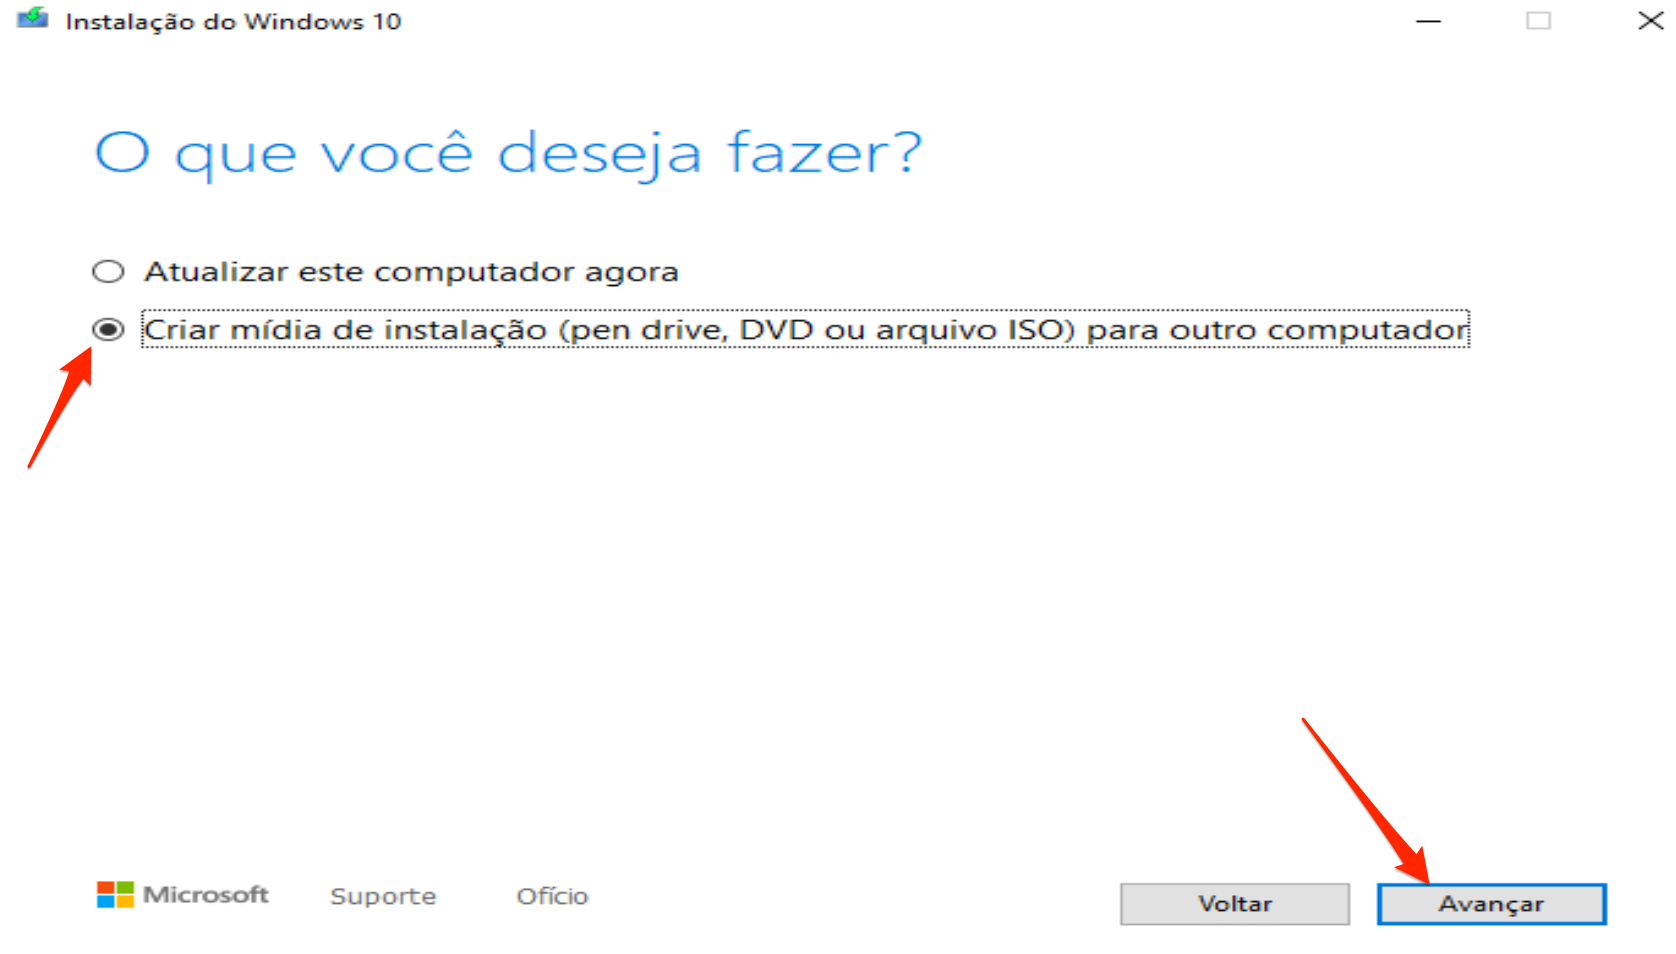 Instalação do Windows 10
O que você deseja fazer?
Atualizar este computador agora
Criar mídia de instalação (pen drive, DVD ou arquivo ISO) para outro computador
Microsoft Suporte Ofício Voltar Avançar